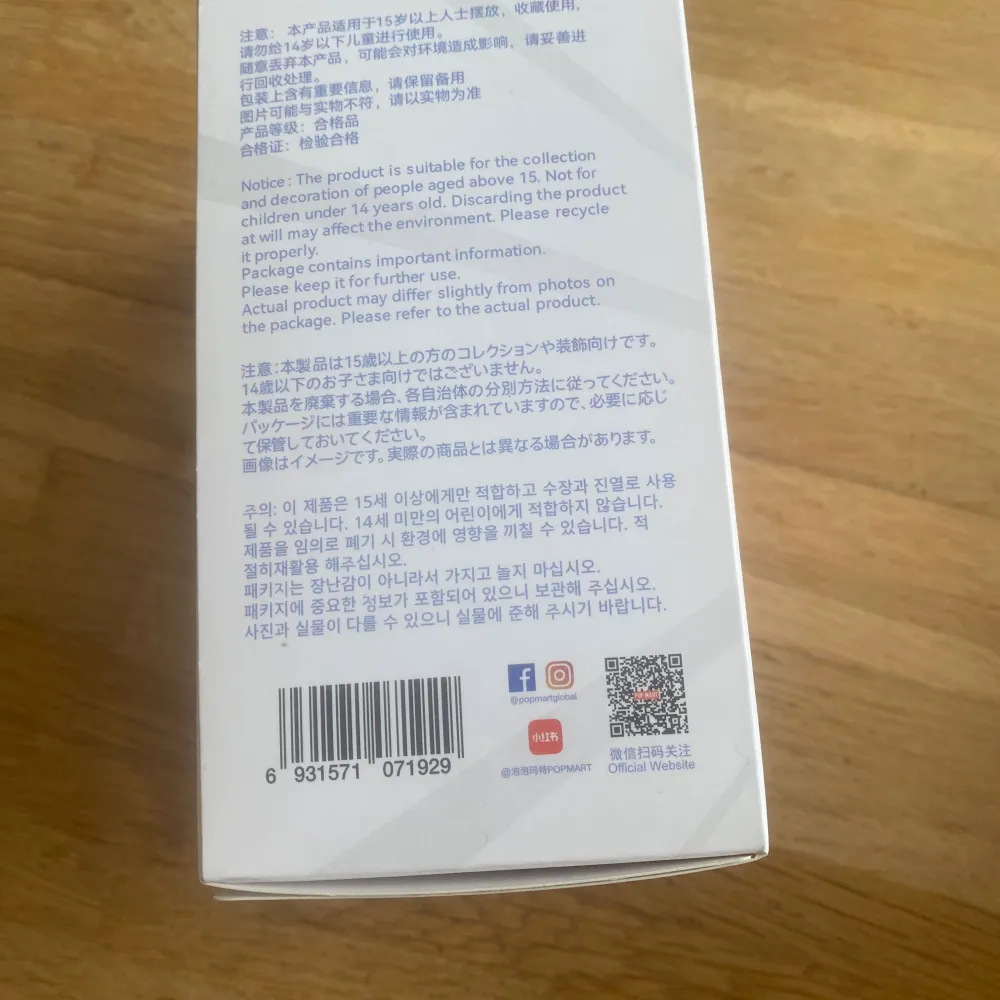 注意： 本产品适用于15岁以上人士摆放，收藏使用，
请勿给14岁以下儿童进行使用。
随意丢弃本产品，可能会对环境造成影响，请妥善进
行回收处理。
包装上含有重要信息，请保留备用
图片可能与实物不符，请以实物为准
产品等级：合格品
合格证：检验合格
Notice : The product is suitable for the collection
and decoration of people aged above 15. Not for
children under 14 years old. Discarding the product
at will may affect the environment. Please recycle
it properly.
Package contains important information.
Please keep it for further use.
Actual product may differ slightly from photos on
the package. Please refer to the actual product.
注意:本製品は15歳以上の方のコレクションや装飾向けです。
14歳以下のお子さま向けではございません。
本製品を廃棄する場合、各自治体の分別方法に従ってください。
パッケージには重要な情報が含まれていますので、必要に応じ
て保管しておいてください。
画像はイメージです。実際の商品とは異なる場合があります。
주의: 이 제품은 15세 이상에게만 적합하고 수장과 진열로 사용
될 수 있습니다. 14세 미만의 어린이에게 적합하지 않습니다.
제품을 임의로 폐기 시 환경에 영향을 끼칠 수 있습니다. 적
절히재활용 해주십시오.
패키지는 장난감이 아니라서 가지고 놀지 마십시오.
패키지에 중요한 정보가 포함되어 있으니 보관해 주십시오.
사진과 실물이 다를 수 있으니 실물에 준해 주시기 바랍니다.
@popmartglobal
小红书
@泡泡玛特POPMART
POP MART
微信扫码关注
Official Website
6 931571 071929